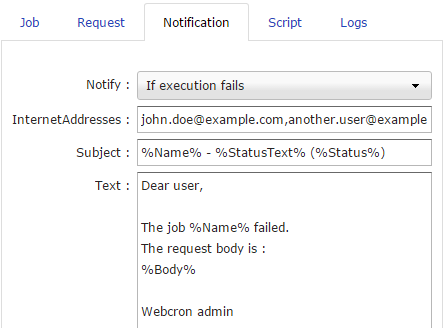 Job Request Notification Script Logs
Notify : If execution fails
InternetAddresses : john.doe@example.com,another.user@example
Subject : %Name% - %StatusText% (%Status%)
Text : Dear user,
The job %Name% failed.
The request body is :
%Body%
Webcron admin